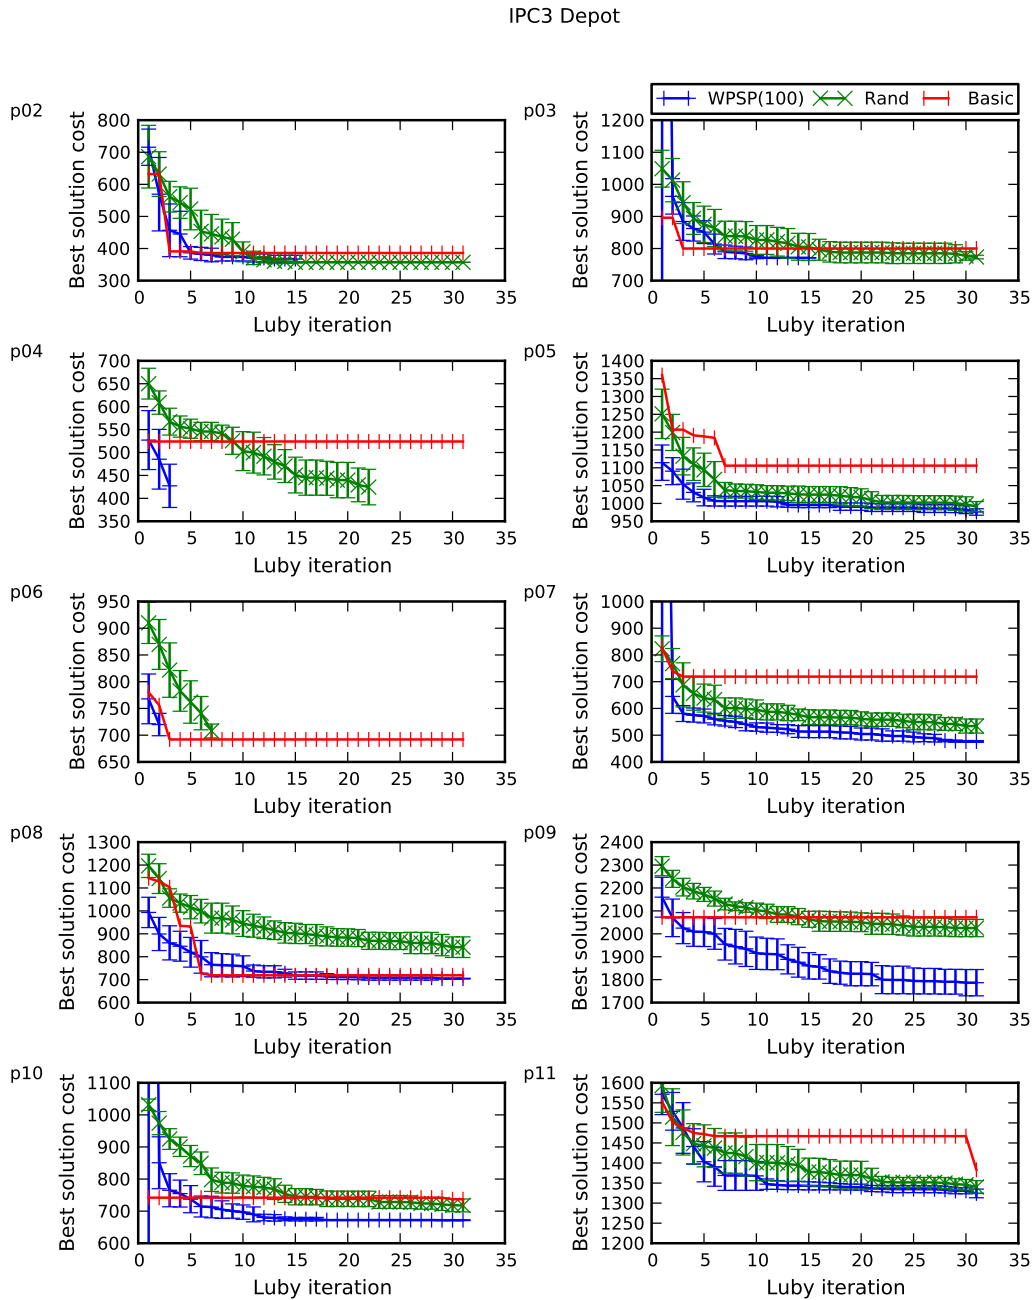 IPC3 Depot
WPSP(100) Rand Basic
p02
Best solution cost
800
700
600
500
400
300
0 5 10 15 20 25 30 35
Luby iteration
p03
Best solution cost
1200
1100
1000
900
800
700
0 5 10 15 20 25 30 35
Luby iteration
p04
Best solution cost
700
650
600
550
500
450
400
350
0 5 10 15 20 25 30 35
Luby iteration
p05
Best solution cost
1400
1350
1300
1250
1200
1150
1100
1050
1000
950
0 5 10 15 20 25 30 35
Luby iteration
p06
Best solution cost
950
900
850
800
750
700
650
0 5 10 15 20 25 30 35
Luby iteration
p07
Best solution cost
1000
900
800
700
600
500
400
0 5 10 15 20 25 30 35
Luby iteration
p08
Best solution cost
1300
1200
1100
1000
900
800
700
600
0 5 10 15 20 25 30 35
Luby iteration
p09
Best solution cost
2400
2300
2200
2100
2000
1900
1800
1700
0 5 10 15 20 25 30 35
Luby iteration
p10
Best solution cost
1100
1000
900
800
700
600
0 5 10 15 20 25 30 35
Luby iteration
p11
Best solution cost
1600
1550
1500
1450
1400
1350
1300
1250
1200
0 5 10 15 20 25 30 35
Luby iteration